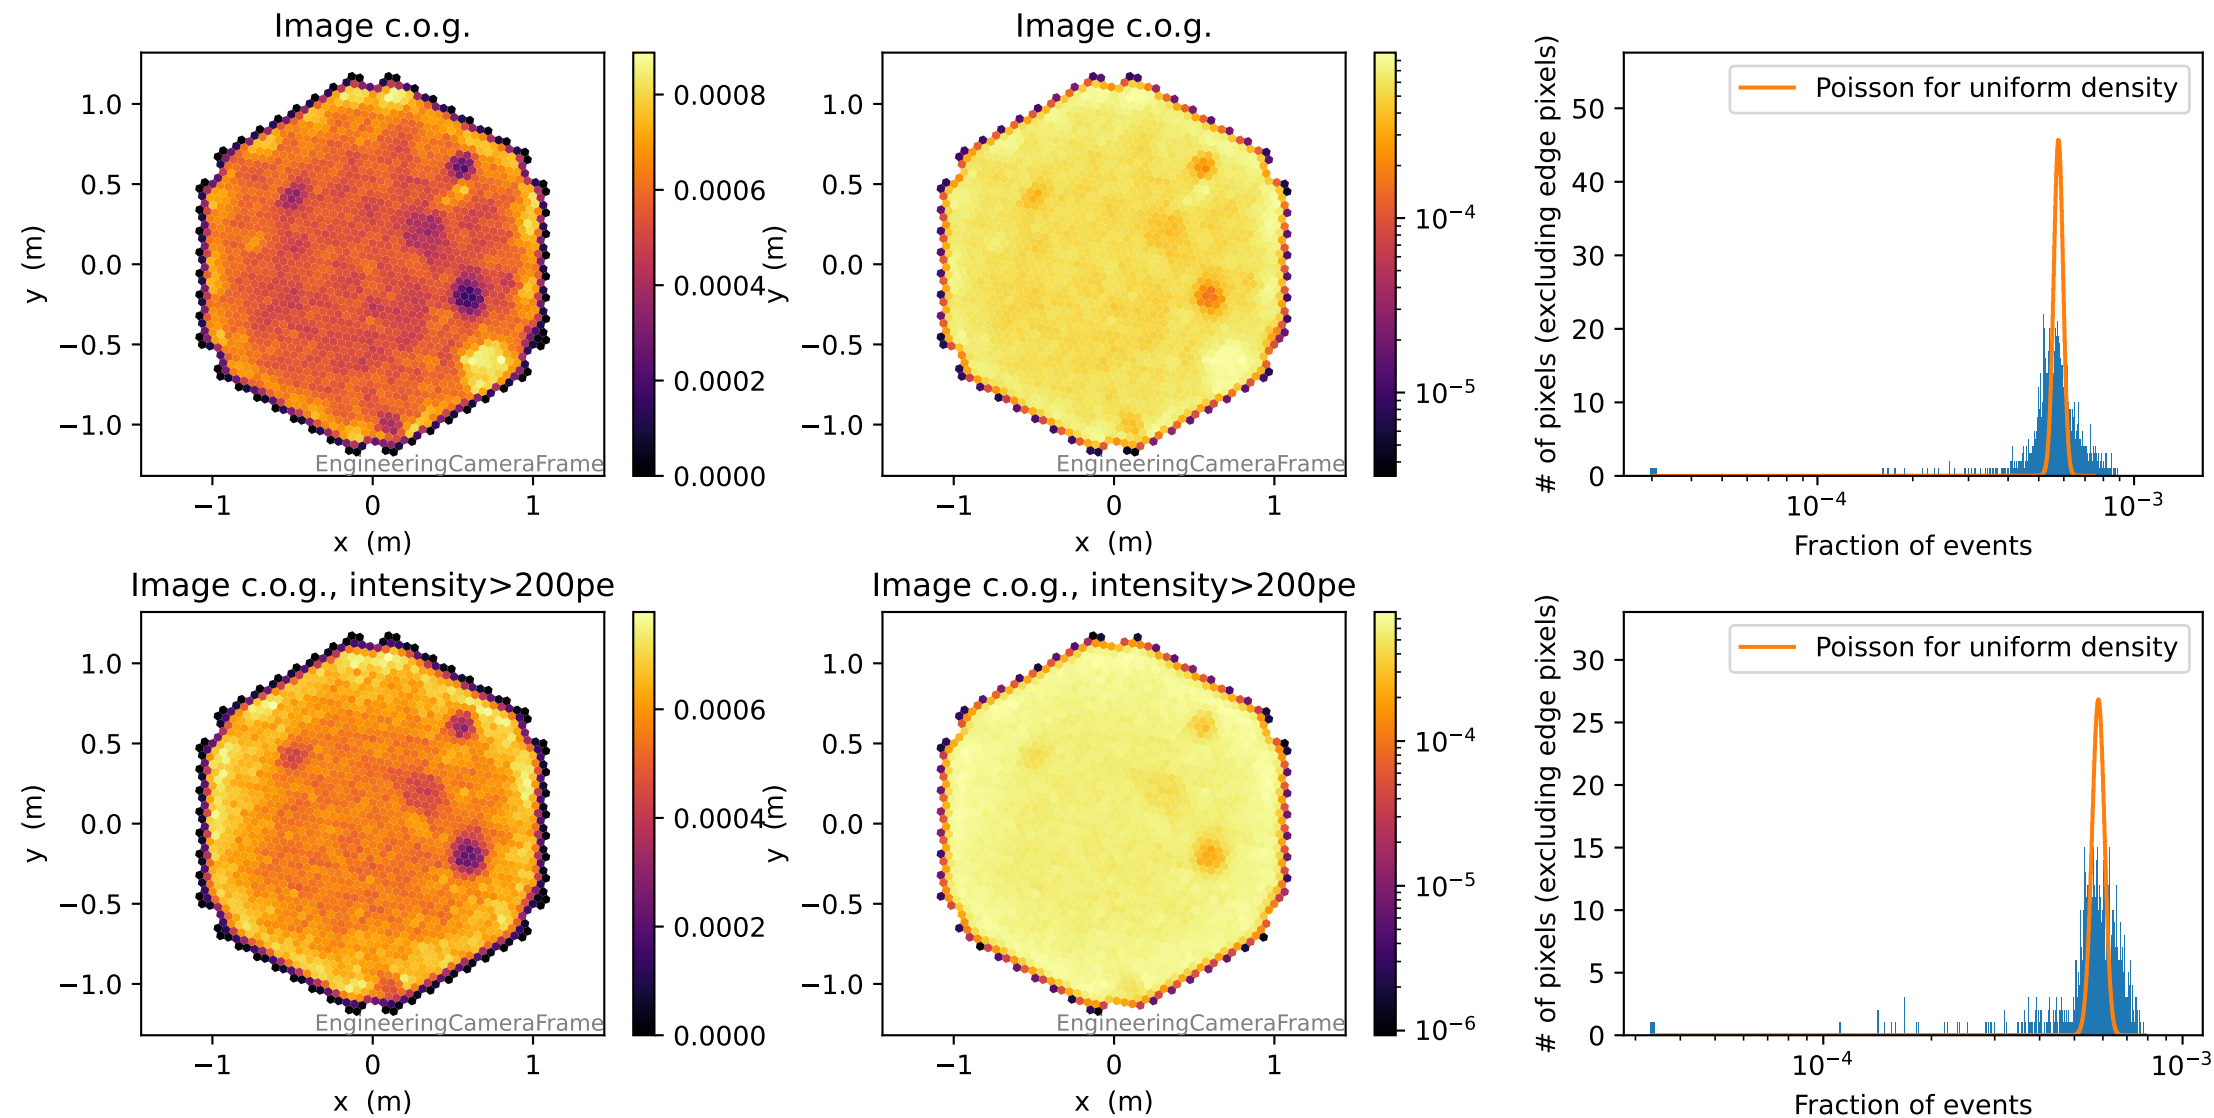 Image c.o.g.
1.0
0.5
0.0
−0.5
−1.0
y (m)
−1
0
1
x (m)
EngineeringCameraFrame
0.0008
0.0006
0.0004
0.0002
0.0000
Image c.o.g.
1.0
0.5
0.0
−0.5
−1.0
y (m)
−1
0
1
x (m)
EngineeringCameraFrame
10−4
10−5
# of pixels (excluding edge pixels)
50
40
30
20
10
0
Poisson for uniform density
10−4
10−3
Fraction of events
Image c.o.g., intensity>200pe
1.0
0.5
0.0
−0.5
−1.0
y (m)
−1
0
1
x (m)
EngineeringCameraFrame
0.0006
0.0004
0.0002
0.0000
Image c.o.g., intensity>200pe
1.0
0.5
0.0
−0.5
−1.0
y (m)
−1
0
1
x (m)
EngineeringCameraFrame
10−4
10−5
10−6
# of pixels (excluding edge pixels)
30
25
20
15
10
5
0
Poisson for uniform density
10−4
10−3
Fraction of events